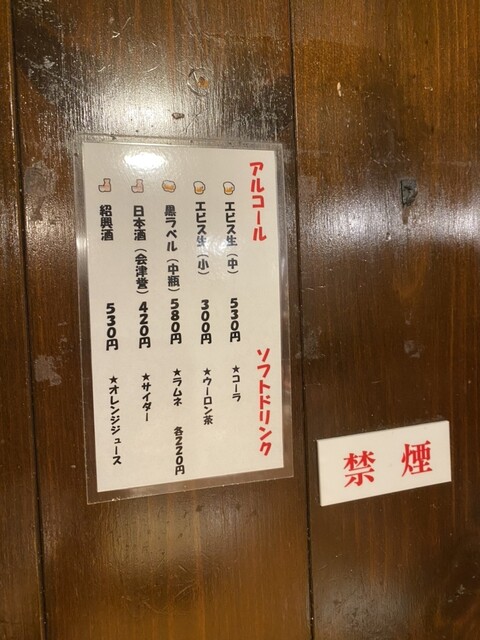 アルコール
エビス生(中) 530円
エビス生(小) 300円
黒ラベル(中瓶) 580円
日本酒(会津誉) 420円
紹興酒 530円
ソフトドリンク
★コーラ
★ウーロン茶
★ラムネ 各220円
★サイダー
★オレンジジュース
禁煙